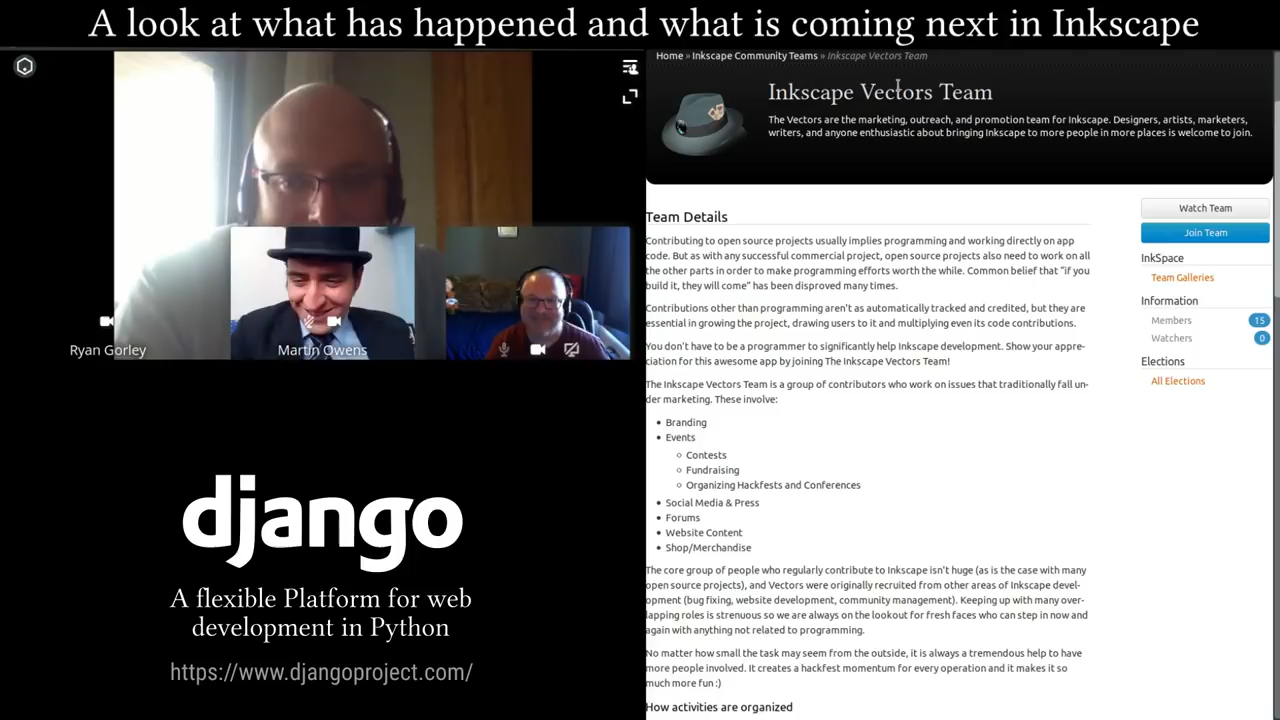 A look at what has happened and what is coming next in Inkscape
Ryan Gorley
Martin Owens
django
A flexible Platform for web
development in Python
https://www.djangoproject.com/
Home » Inkscape Community Teams » Inkscape Vectors Team
Inkscape Vectors Team
The Vectors are the marketing, outreach, and promotion team for Inkscape. Designers, artists, marketers,
writers, and anyone enthusiastic about bringing Inkscape to more people in more places is welcome to join.
Team Details
Contributing to open source projects usually implies programming and working directly on app
code. But as with any successful commercial project, open source projects also need to work on all
the other parts in order to make programming efforts worth the while. Common belief that "if you
build it, they will come" has been disproved many times.
Contributions other than programming aren't as automatically tracked and credited, but they are
essential in growing the project, drawing users to it and multiplying even its code contributions.
You don't have to be a programmer to significantly help Inkscape development. Show your appre-
ciation for this awesome app by joining The Inkscape Vectors Team!
The Inkscape Vectors Team is a group of contributors who work on issues that traditionally fall un-
der marketing. These involve:
• Branding
• Events
○ Contests
○ Fundraising
○ Organizing Hackfests and Conferences
• Social Media & Press
• Forums
• Website Content
• Shop/Merchandise
The core group of people who regularly contribute to Inkscape isn't huge (as is the case with many
open source projects), and Vectors were originally recruited from other areas of Inkscape devel-
opment (bug fixing, website development, community management). Keeping up with many over-
lapping roles is strenuous so we are always on the lookout for fresh faces who can step in now and
again with anything not related to programming.
No matter how small the task may seem from the outside, it is always a tremendous help to have
more people involved. It creates a hackfest momentum for every operation and it makes it so
much more fun :)
How activities are organized
Watch Team
Join Team
InkSpace
Team Galleries
Information
Members 15
Watchers 0
Elections
All Elections